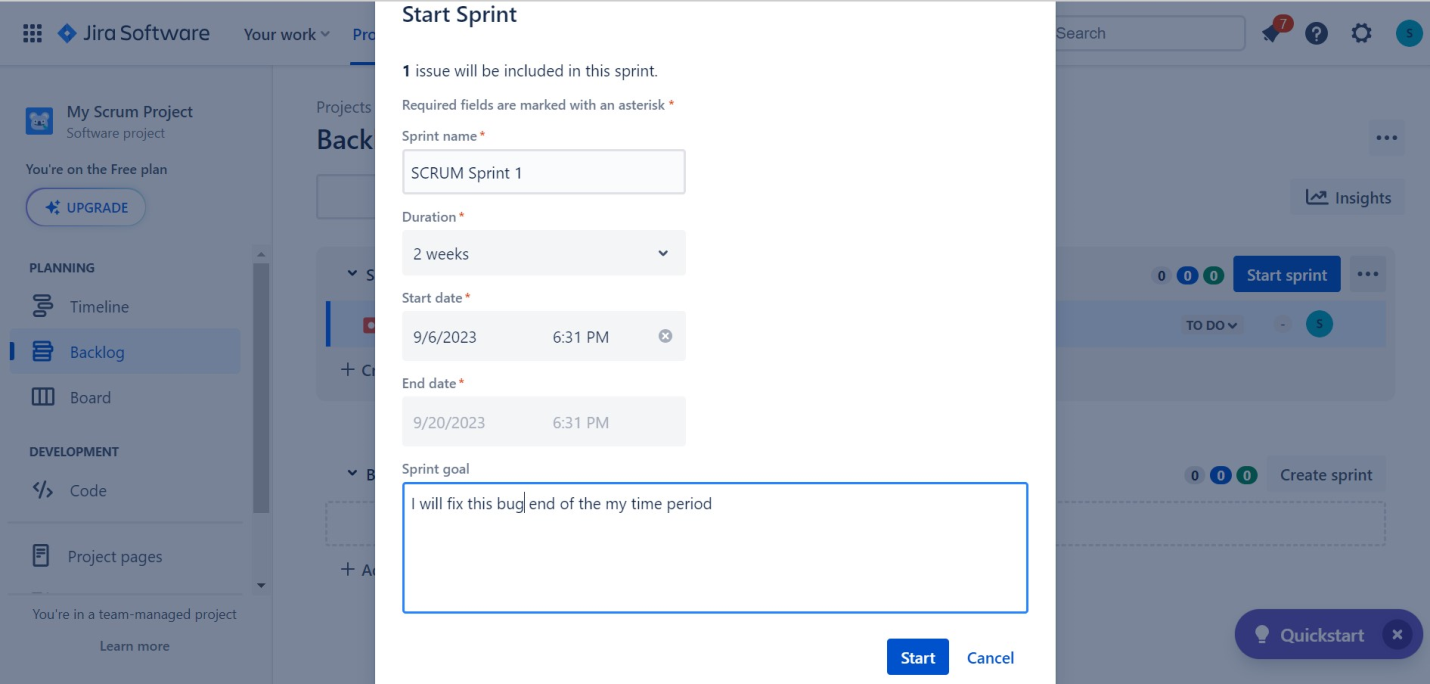 Start Sprint
Jira Software
Your work
Search
7
S
1 issue will be included in this sprint.
Required fields are marked with an asterisk *
My Scrum Project
Software project
Projects
Sprint name*
SCRUM Sprint 1
You're on the Free plan
UPGRADE
Insights
Duration*
2 weeks
PLANNING
0 0 0 Start sprint
Start date*
Timeline
9/6/2023 6:31 PM
TO DO - S
Backlog
End date*
Board
9/20/2023 6:31 PM
DEVELOPMENT
Sprint goal
0 0 0 Create sprint
Code
I will fix this bug end of the my time period
Project pages
You're in a team-managed project
Learn more
Quickstart
Start Cancel